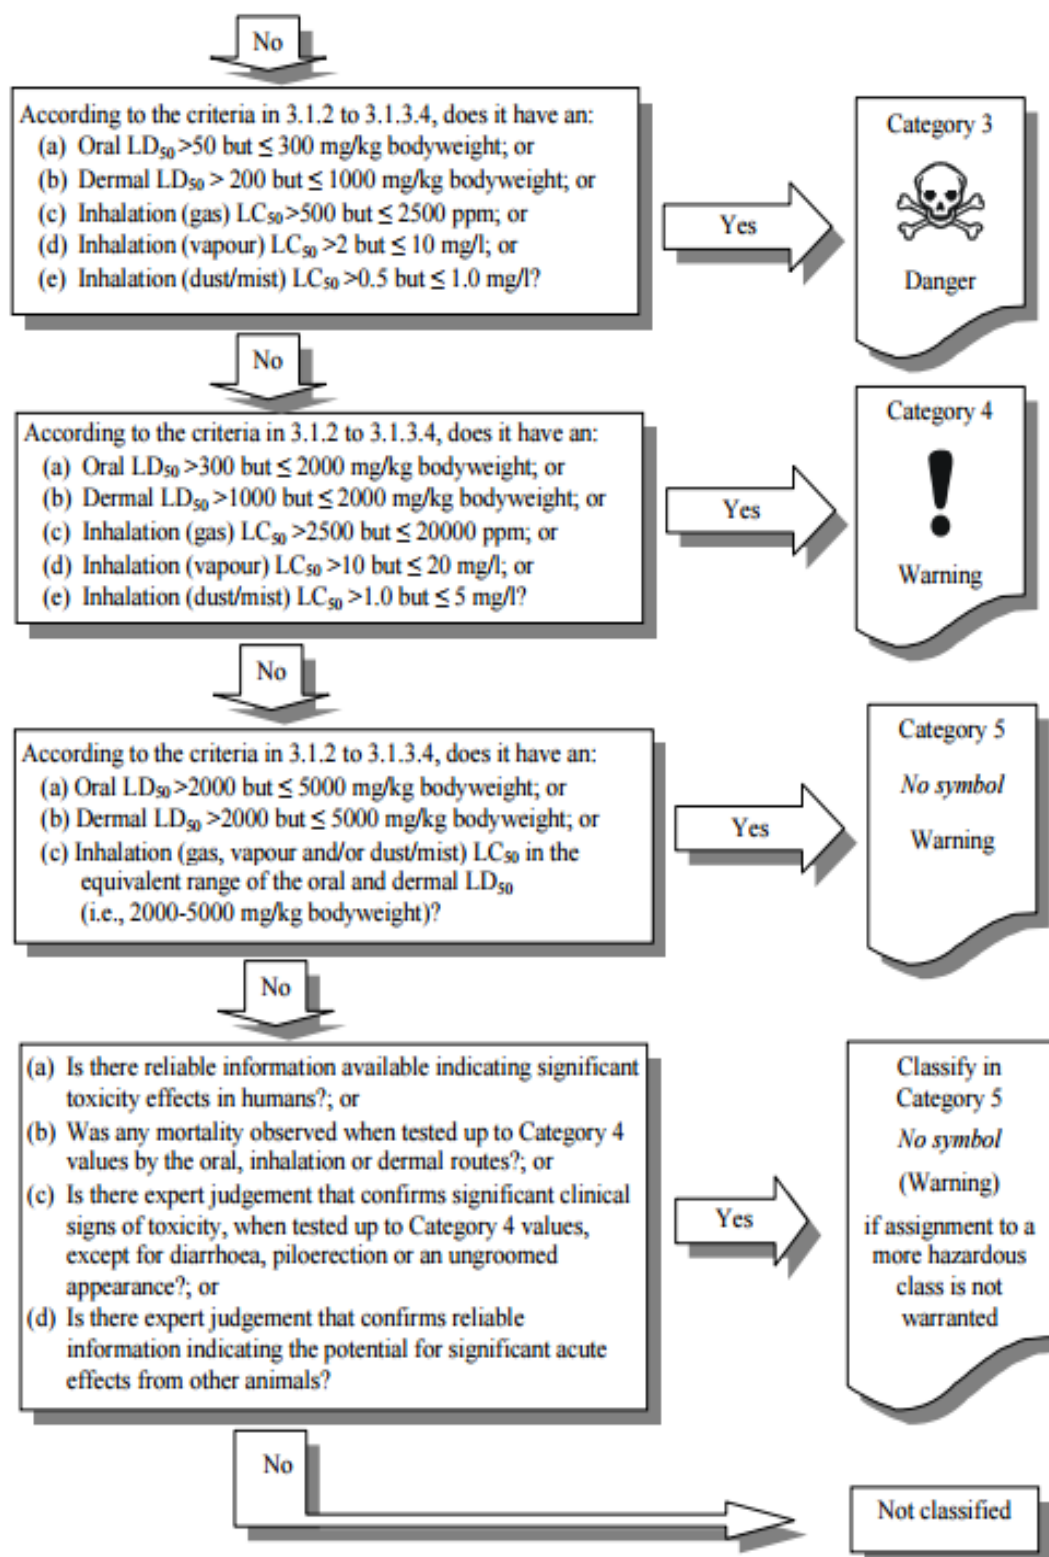 No
According to the criteria in 3.1.2 to 3.1.3.4, does it have an:
(a) Oral LD₅₀ >50 but ≤ 300 mg/kg bodyweight; or
(b) Dermal LD₅₀ > 200 but ≤ 1000 mg/kg bodyweight; or
(c) Inhalation (gas) LC₅₀ >500 but ≤ 2500 ppm; or
(d) Inhalation (vapour) LC₅₀ >2 but ≤ 10 mg/l; or
(e) Inhalation (dust/mist) LC₅₀ >0.5 but ≤ 1.0 mg/l?
Yes
Category 3
Danger
No
According to the criteria in 3.1.2 to 3.1.3.4, does it have an:
(a) Oral LD₅₀ >300 but ≤ 2000 mg/kg bodyweight; or
(b) Dermal LD₅₀ >1000 but ≤ 2000 mg/kg bodyweight; or
(c) Inhalation (gas) LC₅₀ >2500 but ≤ 20000 ppm; or
(d) Inhalation (vapour) LC₅₀ >10 but ≤ 20 mg/l; or
(e) Inhalation (dust/mist) LC₅₀ >1.0 but ≤ 5 mg/l?
Yes
Category 4
!
Warning
No
According to the criteria in 3.1.2 to 3.1.3.4, does it have an:
(a) Oral LD₅₀ >2000 but ≤ 5000 mg/kg bodyweight; or
(b) Dermal LD₅₀ >2000 but ≤ 5000 mg/kg bodyweight; or
(c) Inhalation (gas, vapour and/or dust/mist) LC₅₀ in the
equivalent range of the oral and dermal LD₅₀
(i.e., 2000-5000 mg/kg bodyweight)?
Yes
Category 5
No symbol
Warning
No
(a) Is there reliable information available indicating significant
toxicity effects in humans?; or
(b) Was any mortality observed when tested up to Category 4
values by the oral, inhalation or dermal routes?; or
(c) Is there expert judgement that confirms significant clinical
signs of toxicity, when tested up to Category 4 values,
except for diarrhoea, piloerection or an ungroomed
appearance?; or
(d) Is there expert judgement that confirms reliable
information indicating the potential for significant acute
effects from other animals?
Yes
Classify in
Category 5
No symbol
(Warning)
if assignment to a
more hazardous
class is not
warranted
No
Not classified